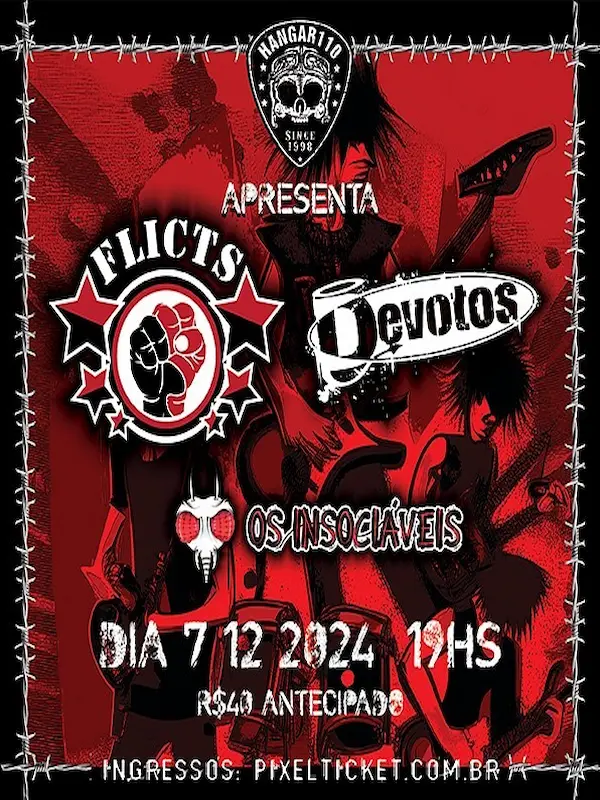 HANGAR110
SINCE
1998
APRESENTA
FLICTS
Devotos
OS INSOCIÁVEIS
DIA 7 12 2024 19HS
R$40 ANTECIPADO
INGRESSOS: PIXELTICKET.COM.BR